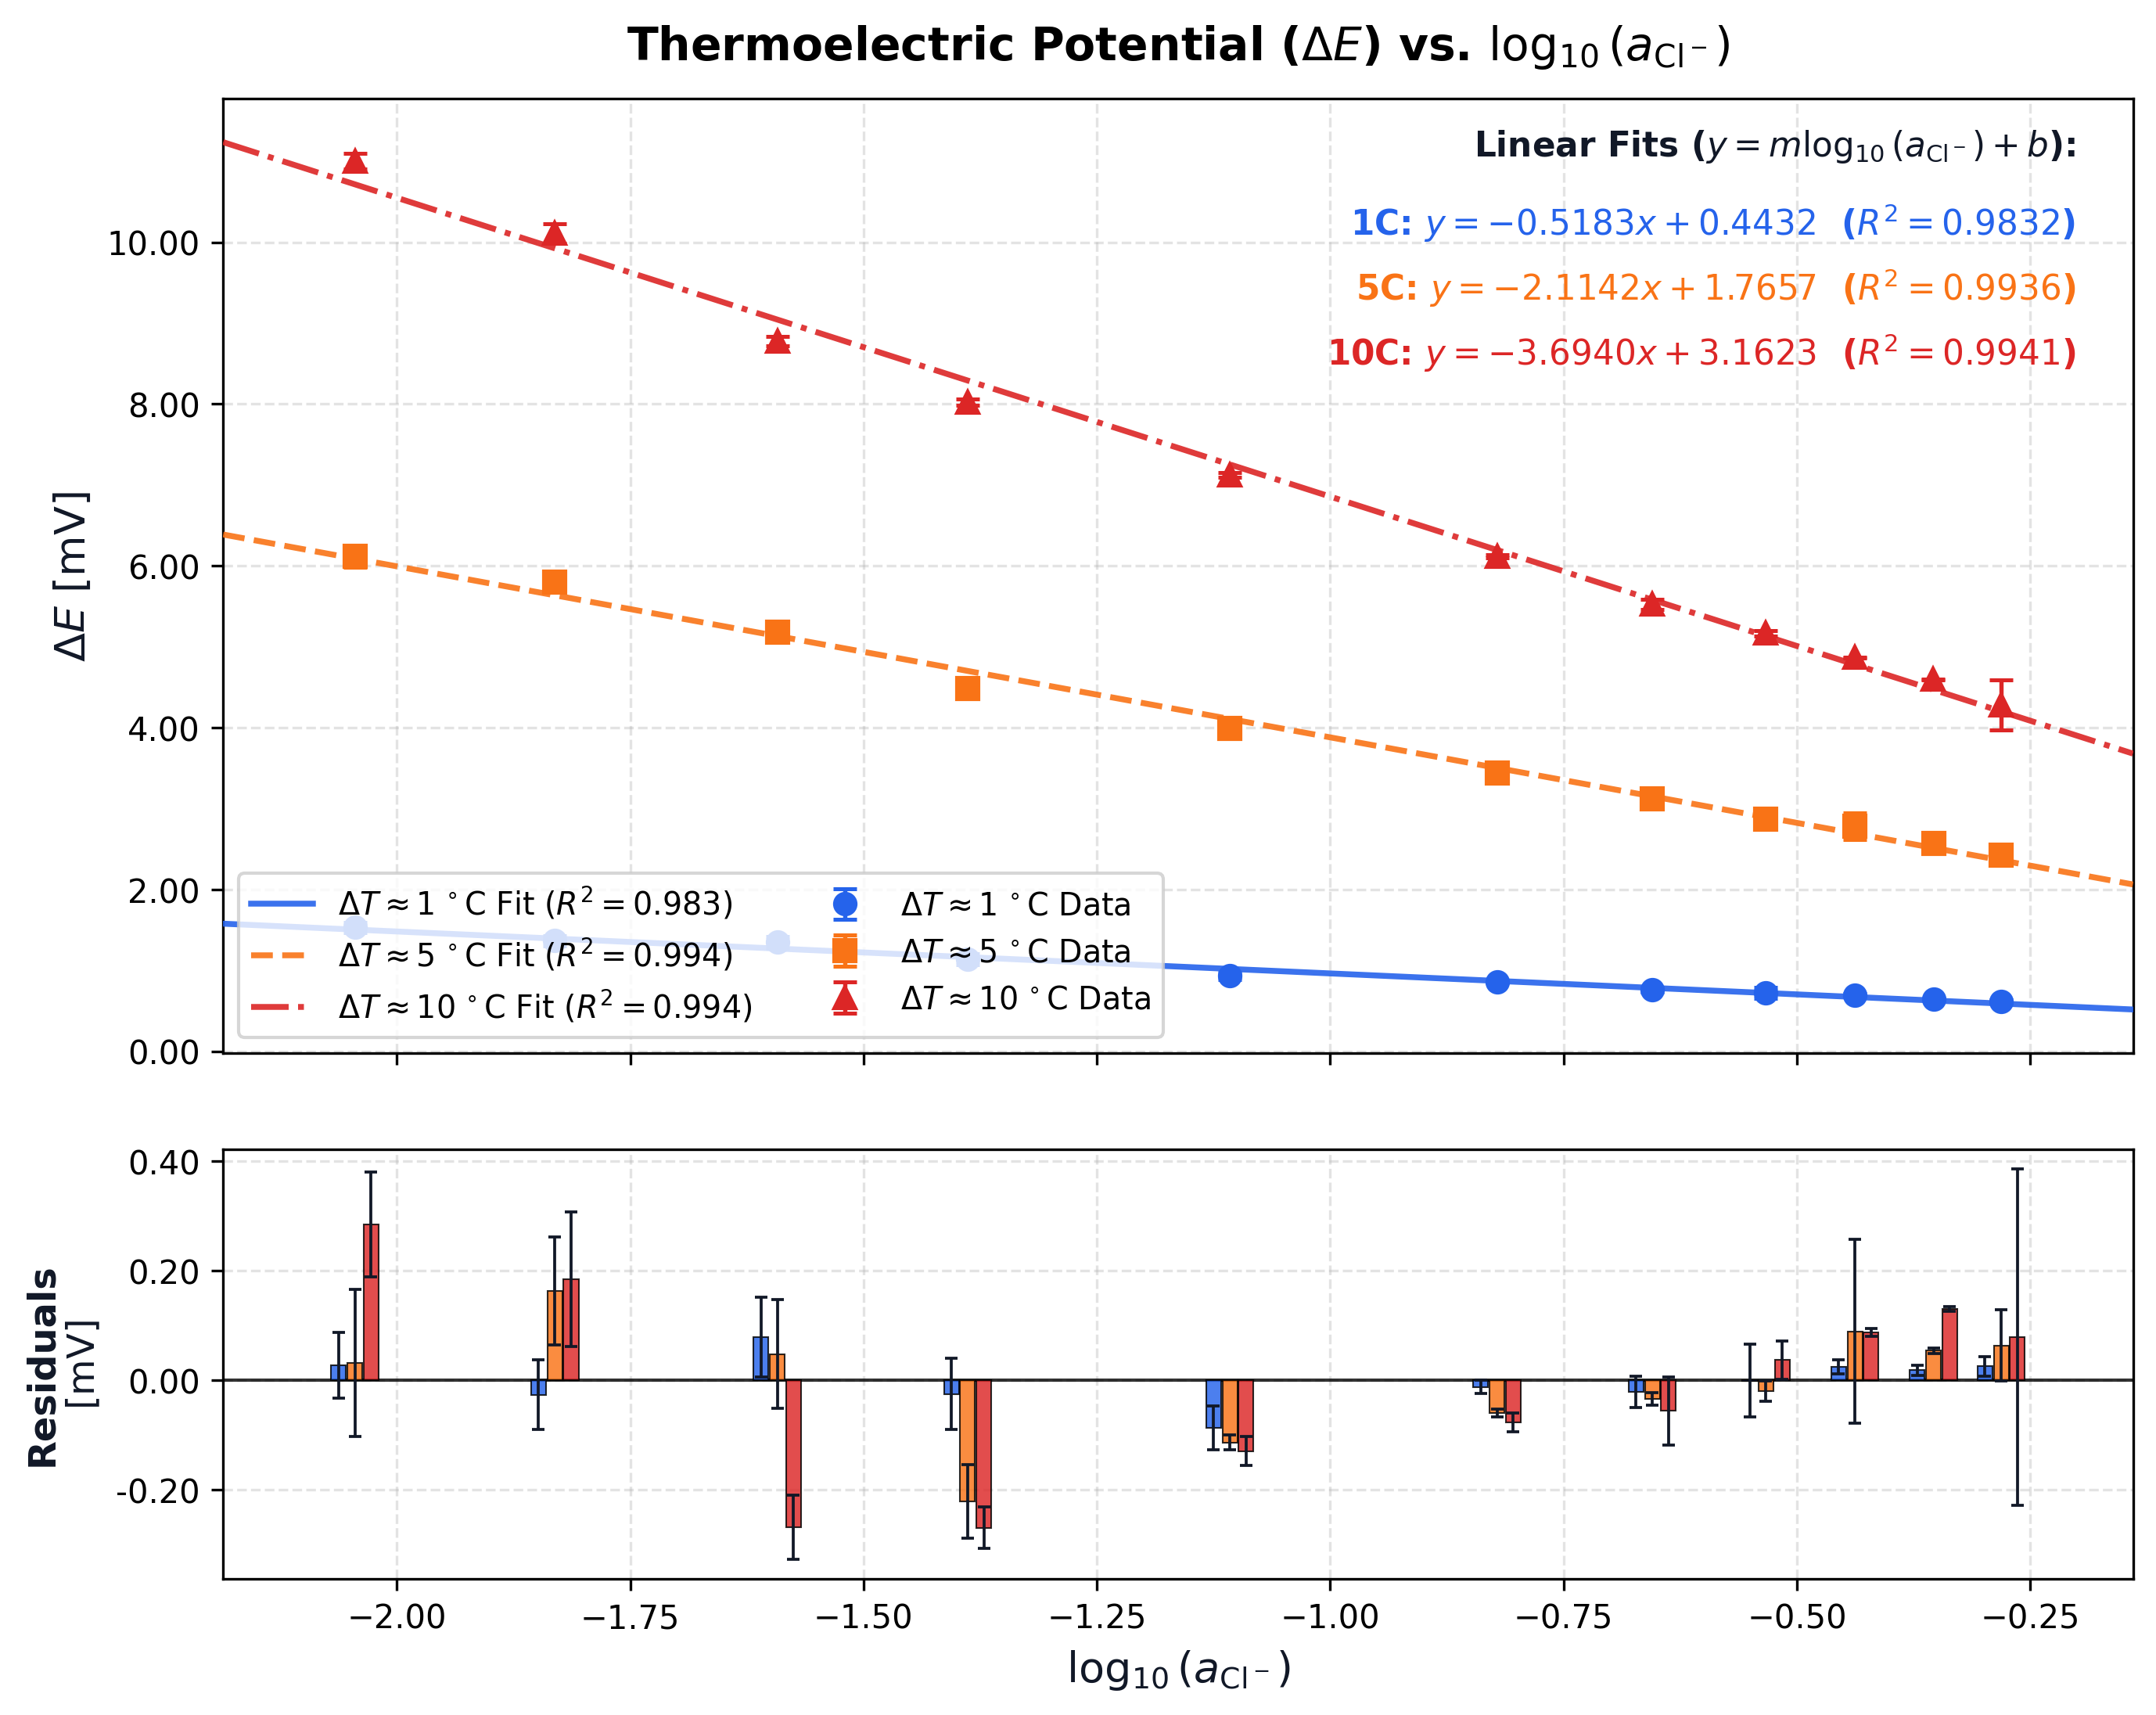 Thermoelectric Potential (ΔE) vs. log₁₀(a_Cl⁻)
Linear Fits (y = mlog₁₀(a_Cl⁻) + b):
1C: y = −0.5183x + 0.4432 (R² = 0.9832)
5C: y = −2.1142x + 1.7657 (R² = 0.9936)
10C: y = −3.6940x + 3.1623 (R² = 0.9941)
ΔE [mV]
10.00
8.00
6.00
4.00
2.00
0.00
ΔT ≈ 1 °C Fit (R² = 0.983)
ΔT ≈ 5 °C Fit (R² = 0.994)
ΔT ≈ 10 °C Fit (R² = 0.994)
ΔT ≈ 1 °C Data
ΔT ≈ 5 °C Data
ΔT ≈ 10 °C Data
Residuals
[mV]
0.40
0.20
0.00
-0.20
−2.00 −1.75 −1.50 −1.25 −1.00 −0.75 −0.50 −0.25
log₁₀(a_Cl⁻)